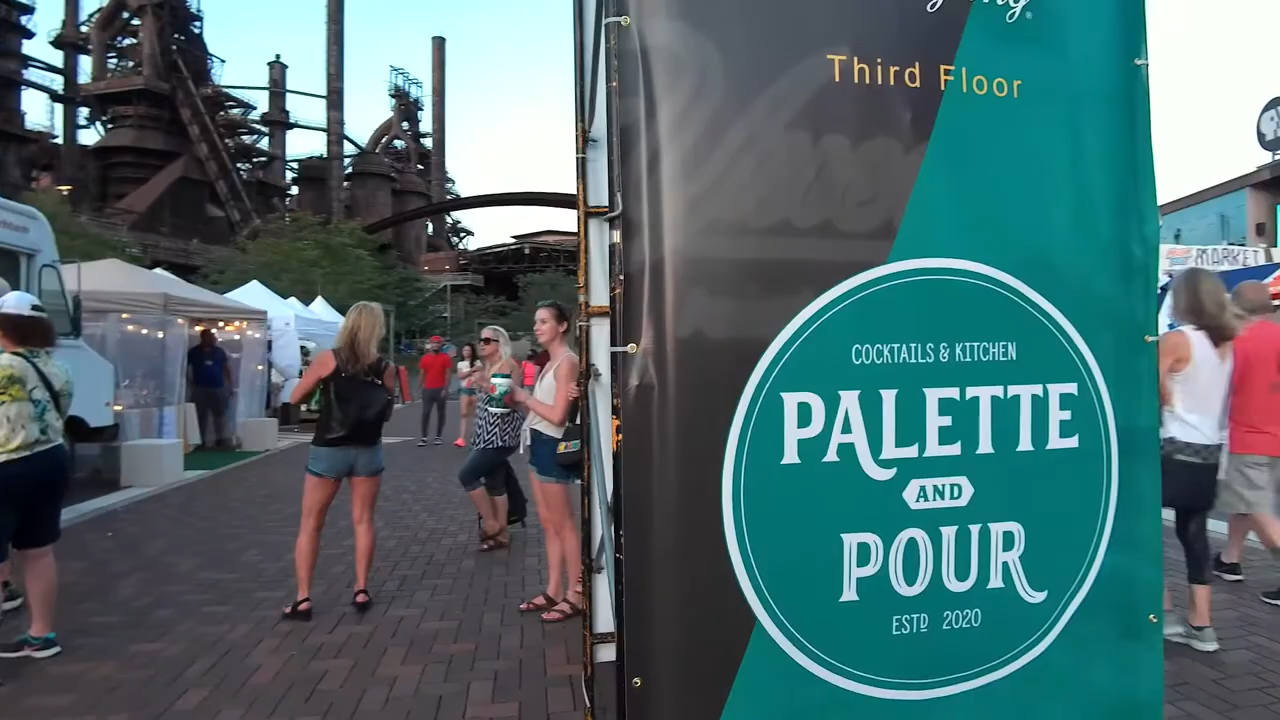 Third Floor
COCKTAILS & KITCHEN
PALETTE
AND
POUR
ESTD 2020
MARKET